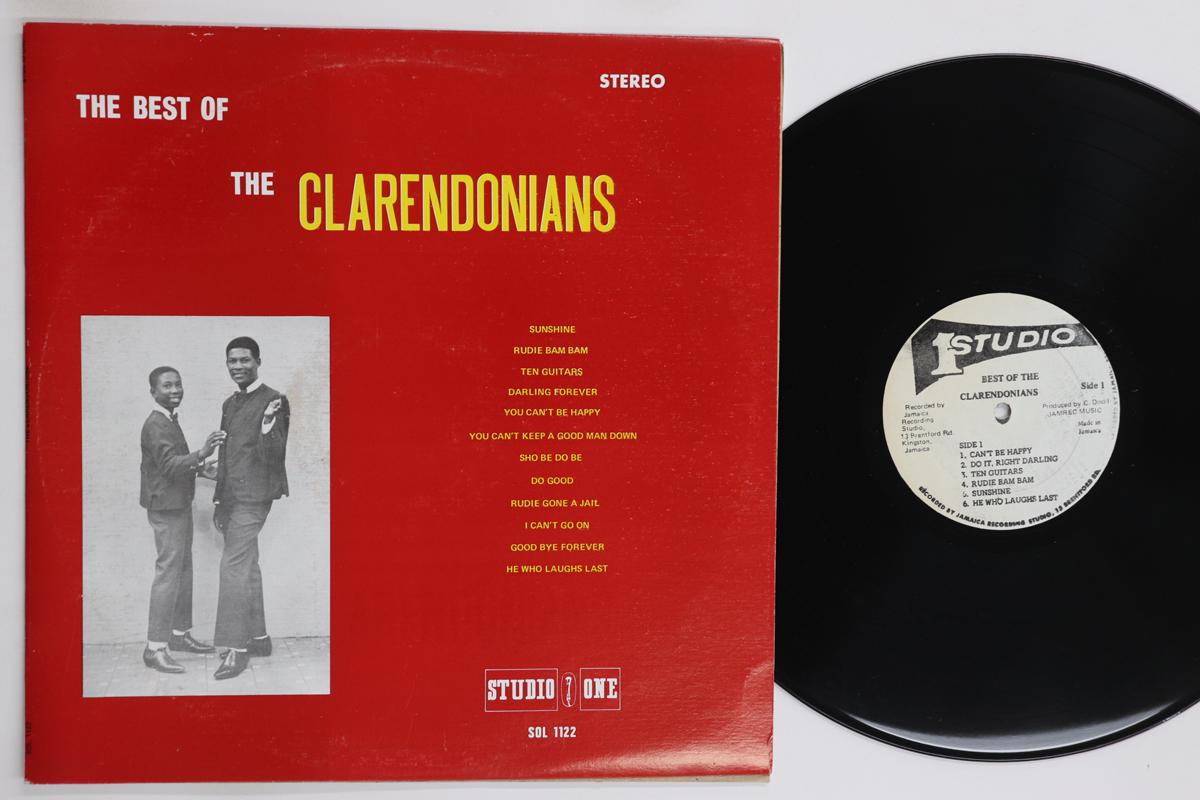 STEREO
THE BEST OF
THE CLARENDONIANS
SUNSHINE
RUDIE BAM BAM
TEN GUITARS
DARLING FOREVER
YOU CAN'T BE HAPPY
YOU CAN'T KEEP A GOOD MAN DOWN
SHO BE DO BE
DO GOOD
RUDIE GONE A JAIL
I CAN'T GO ON
GOOD BYE FOREVER
HE WHO LAUGHS LAST
STUDIO ONE
SOL 1122
1 STUDIO
BEST OF THE
CLARENDONIANS
Side 1
Recorded by
Jamaica
Recording
Studio,
13 Brentford Rd.
Kingston,
Jamaica
Produced by C. Dodd
JAMREC MUSIC
Made in
Jamaica
SIDE 1
1. CAN'T BE HAPPY
2. DO IT, RIGHT DARLING
3. TEN GUITARS
4. RUDIE BAM BAM
5. SUNSHINE
6. HE WHO LAUGHS LAST
RECORDED BY JAMAICA RECORDING STUDIO, 13 BRENTFORD RD.